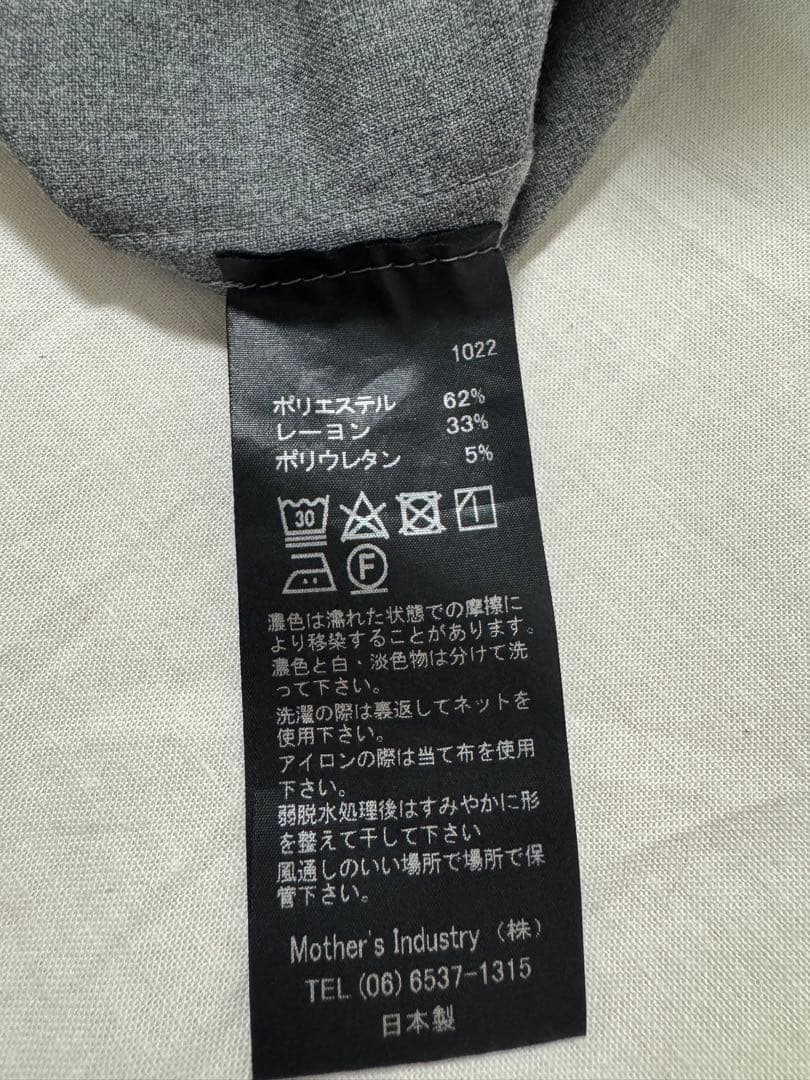 1022
ポリエステル 62%
レーヨン 33%
ポリウレタン 5%
30
F
濃色は濡れた状態での摩擦に
より移染することがあります。
濃色と白・淡色物は分けて洗
って下さい。
洗濯の際は裏返してネットを
使用下さい。
アイロンの際は当て布を使用
下さい。
弱脱水処理後はすみやかに形
を整えて干して下さい
風通しのいい場所で場所で保
管下さい。
Mother's Industry (株)
TEL (06) 6537-1315
日本製